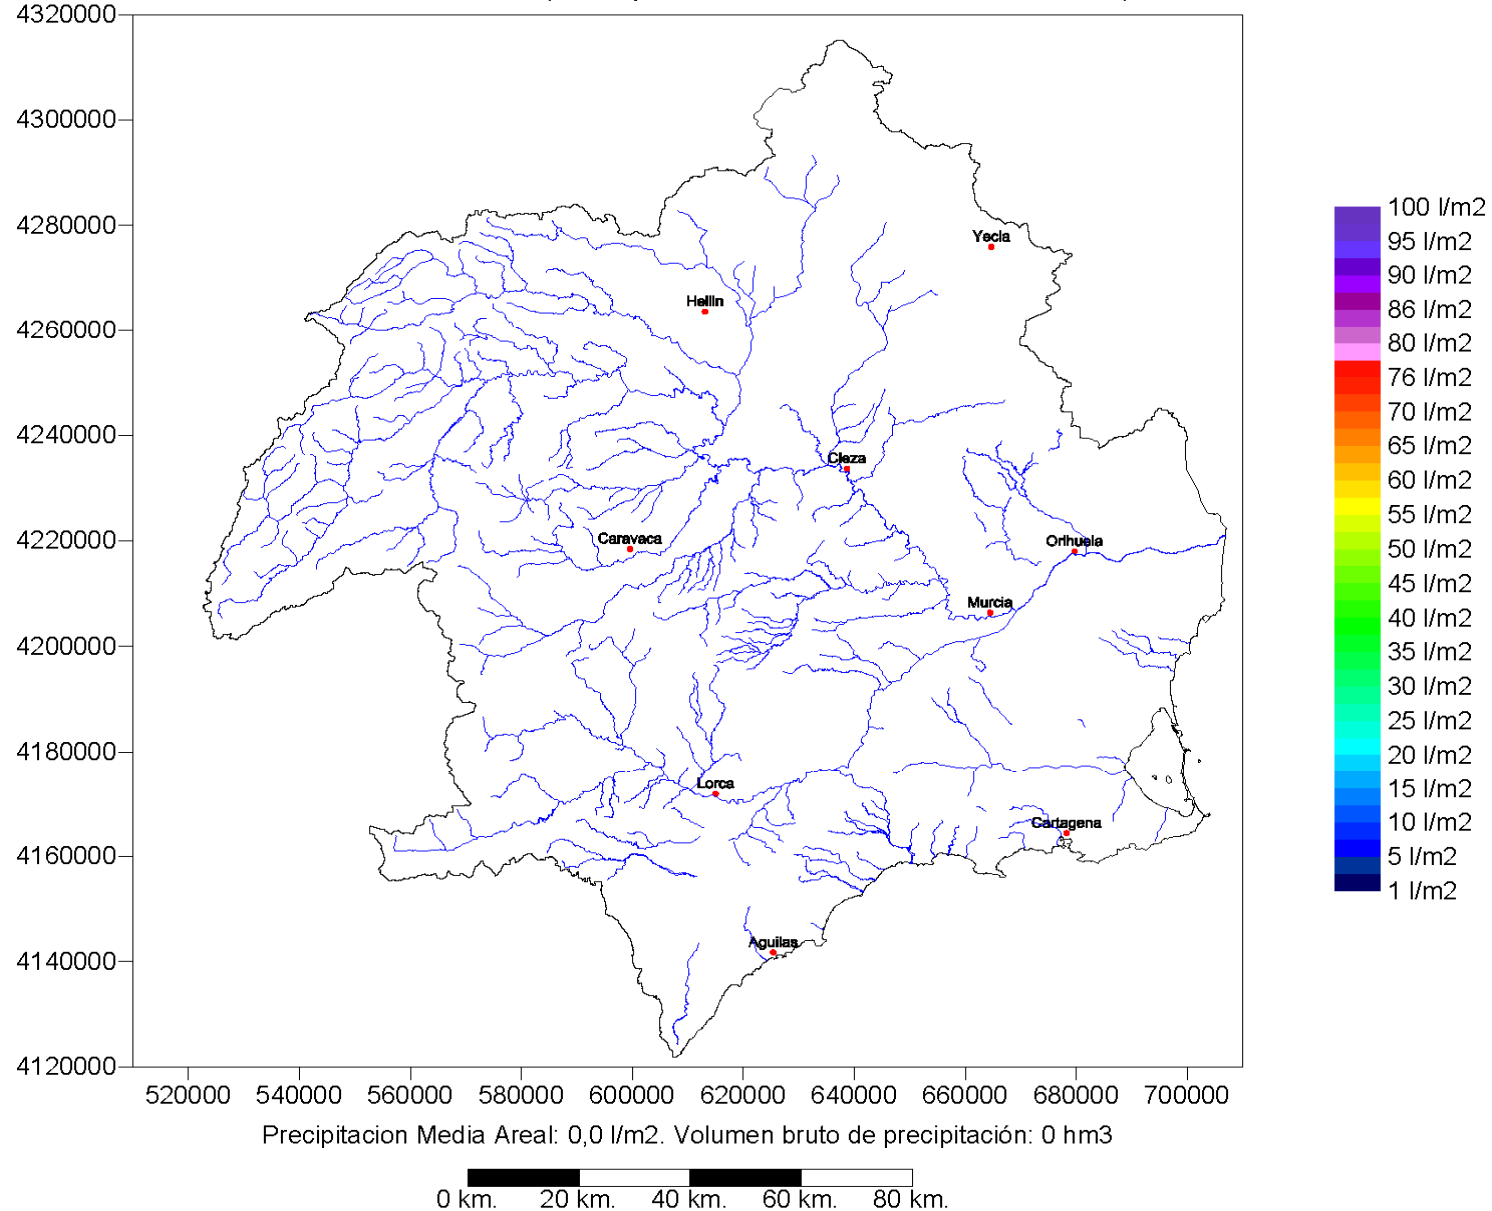 4320000
4300000
4280000
4260000
4240000
4220000
4200000
4180000
4160000
4140000
4120000
520000 540000 560000 580000 600000 620000 640000 660000 680000 700000
Yecla
Hellin
Cieza
Caravaca
Orihuela
Murcia
Lorca
Cartagena
Aguilas
100 l/m2
95 l/m2
90 l/m2
86 l/m2
80 l/m2
76 l/m2
70 l/m2
65 l/m2
60 l/m2
55 l/m2
50 l/m2
45 l/m2
40 l/m2
35 l/m2
30 l/m2
25 l/m2
20 l/m2
15 l/m2
10 l/m2
5 l/m2
1 l/m2
Precipitacion Media Areal: 0,0 l/m2. Volumen bruto de precipitación: 0 hm3
0 km. 20 km. 40 km. 60 km. 80 km.